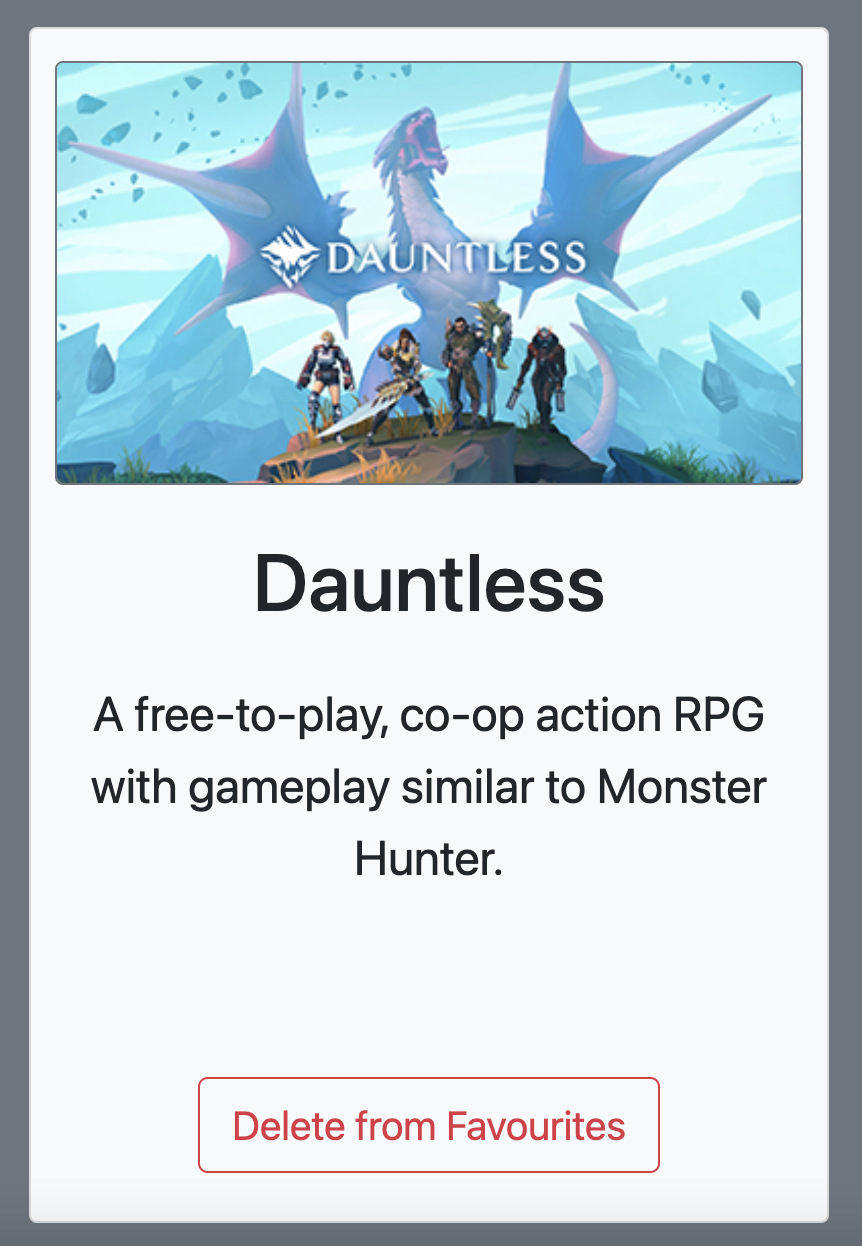 DAUNTLESS
Dauntless
A free-to-play, co-op action RPG
with gameplay similar to Monster
Hunter.
Delete from Favourites